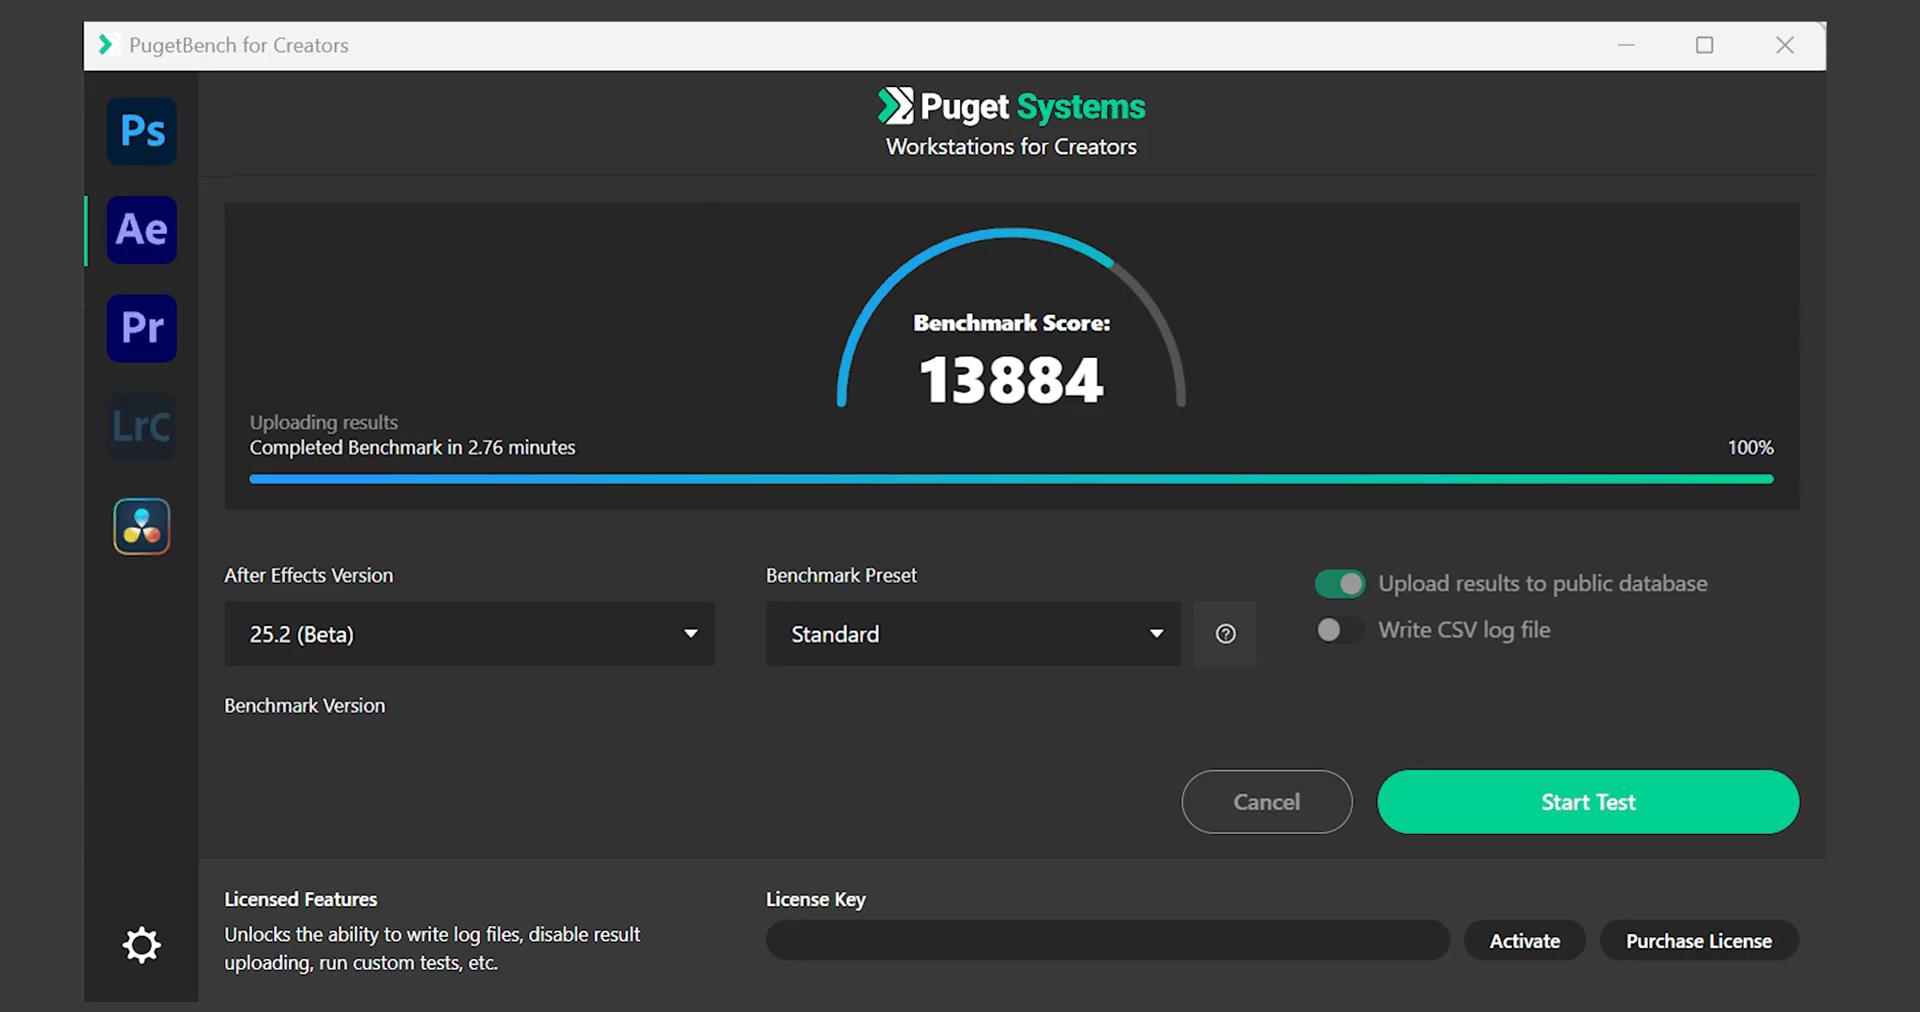 PugetBench for Creators
Puget Systems
Workstations for Creators
Ps
Ae
Pr
LrC
Benchmark Score:
13884
Uploading results
Completed Benchmark in 2.76 minutes
100%
After Effects Version
25.2 (Beta)
Benchmark Preset
Standard
?
Upload results to public database
Write CSV log file
Benchmark Version
Cancel
Start Test
Licensed Features
Unlocks the ability to write log files, disable result
uploading, run custom tests, etc.
License Key
Activate
Purchase License